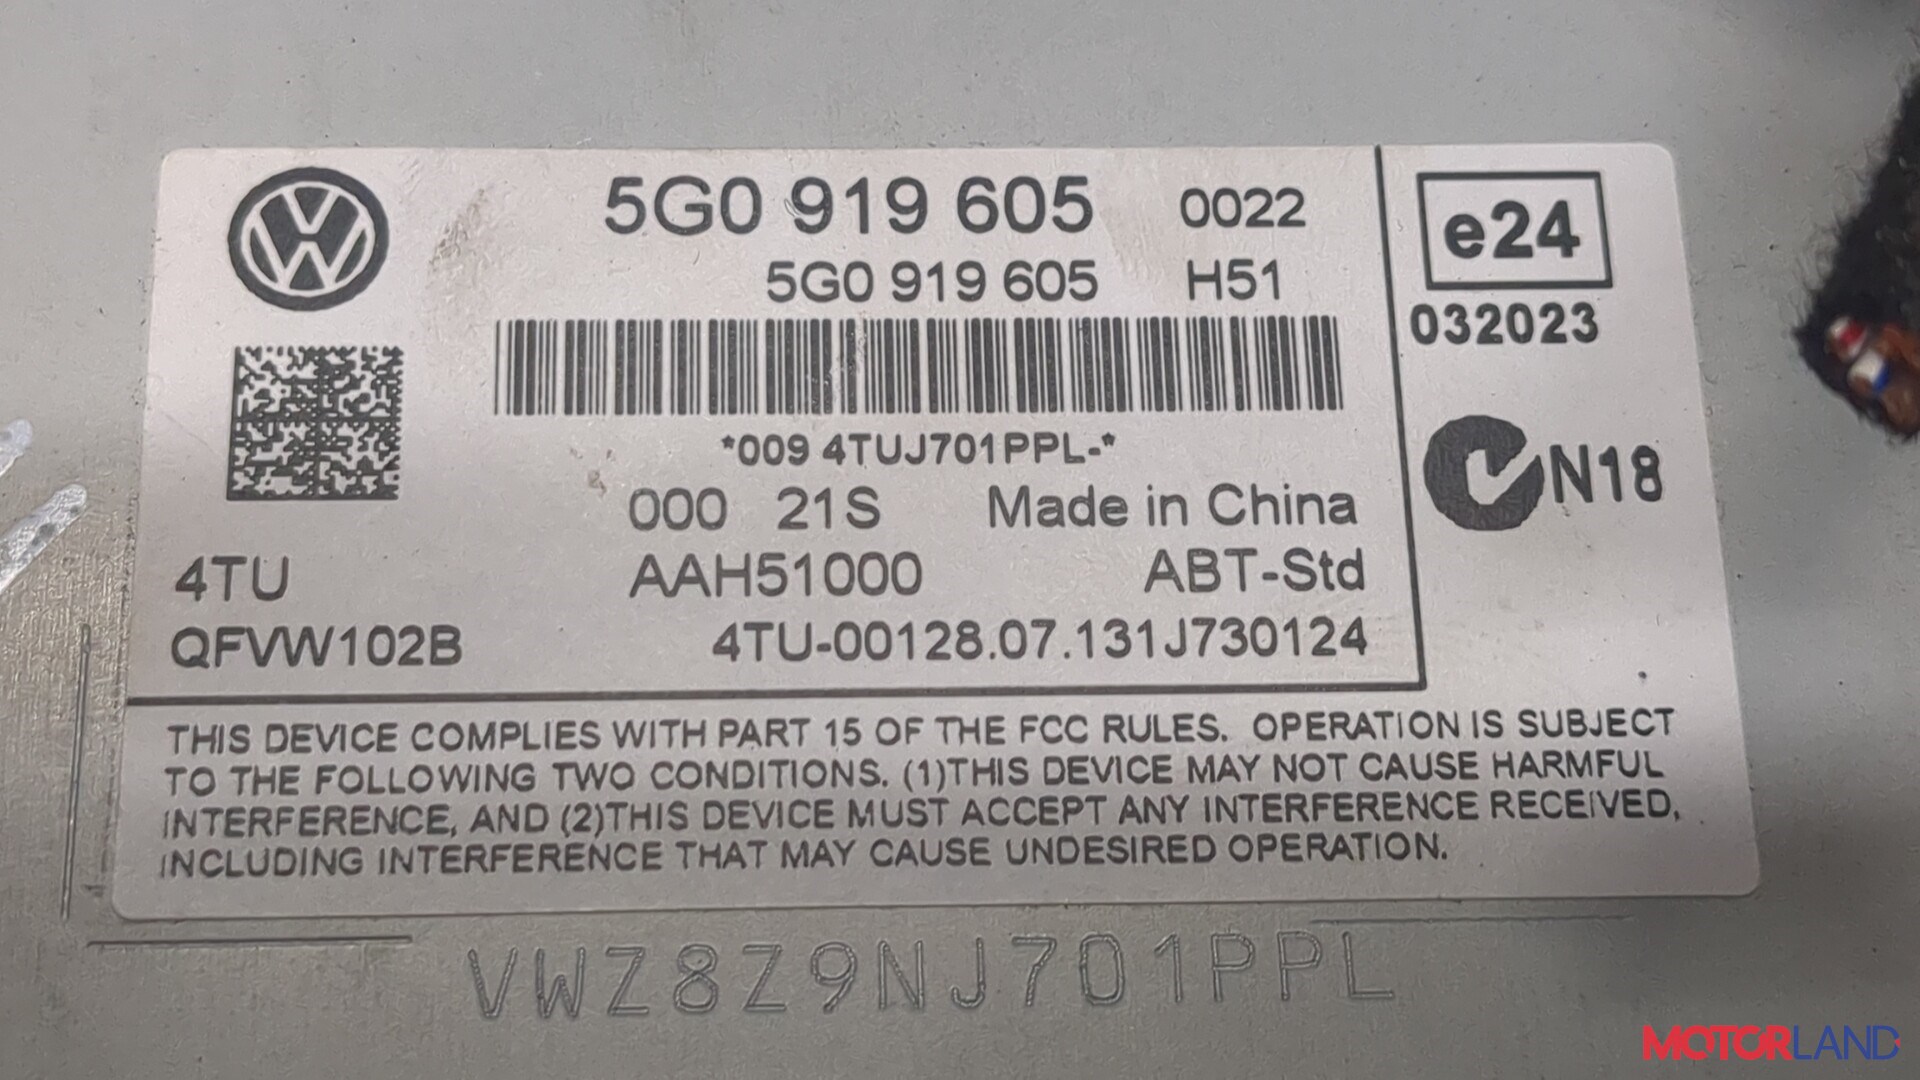 5G0 919 605 0022
5G0 919 605 H51
*009 4TUJ701PPL-*
000 21S Made in China
4TU AAH51000 ABT-Std
QFVW102B 4TU-00128.07.131J730124
e24
032023
N18
THIS DEVICE COMPLIES WITH PART 15 OF THE FCC RULES. OPERATION IS SUBJECT
TO THE FOLLOWING TWO CONDITIONS. (1)THIS DEVICE MAY NOT CAUSE HARMFUL
INTERFERENCE, AND (2)THIS DEVICE MUST ACCEPT ANY INTERFERENCE RECEIVED,
INCLUDING INTERFERENCE THAT MAY CAUSE UNDESIRED OPERATION.
VWZ8Z9NJ701PPL
MOTORLAND